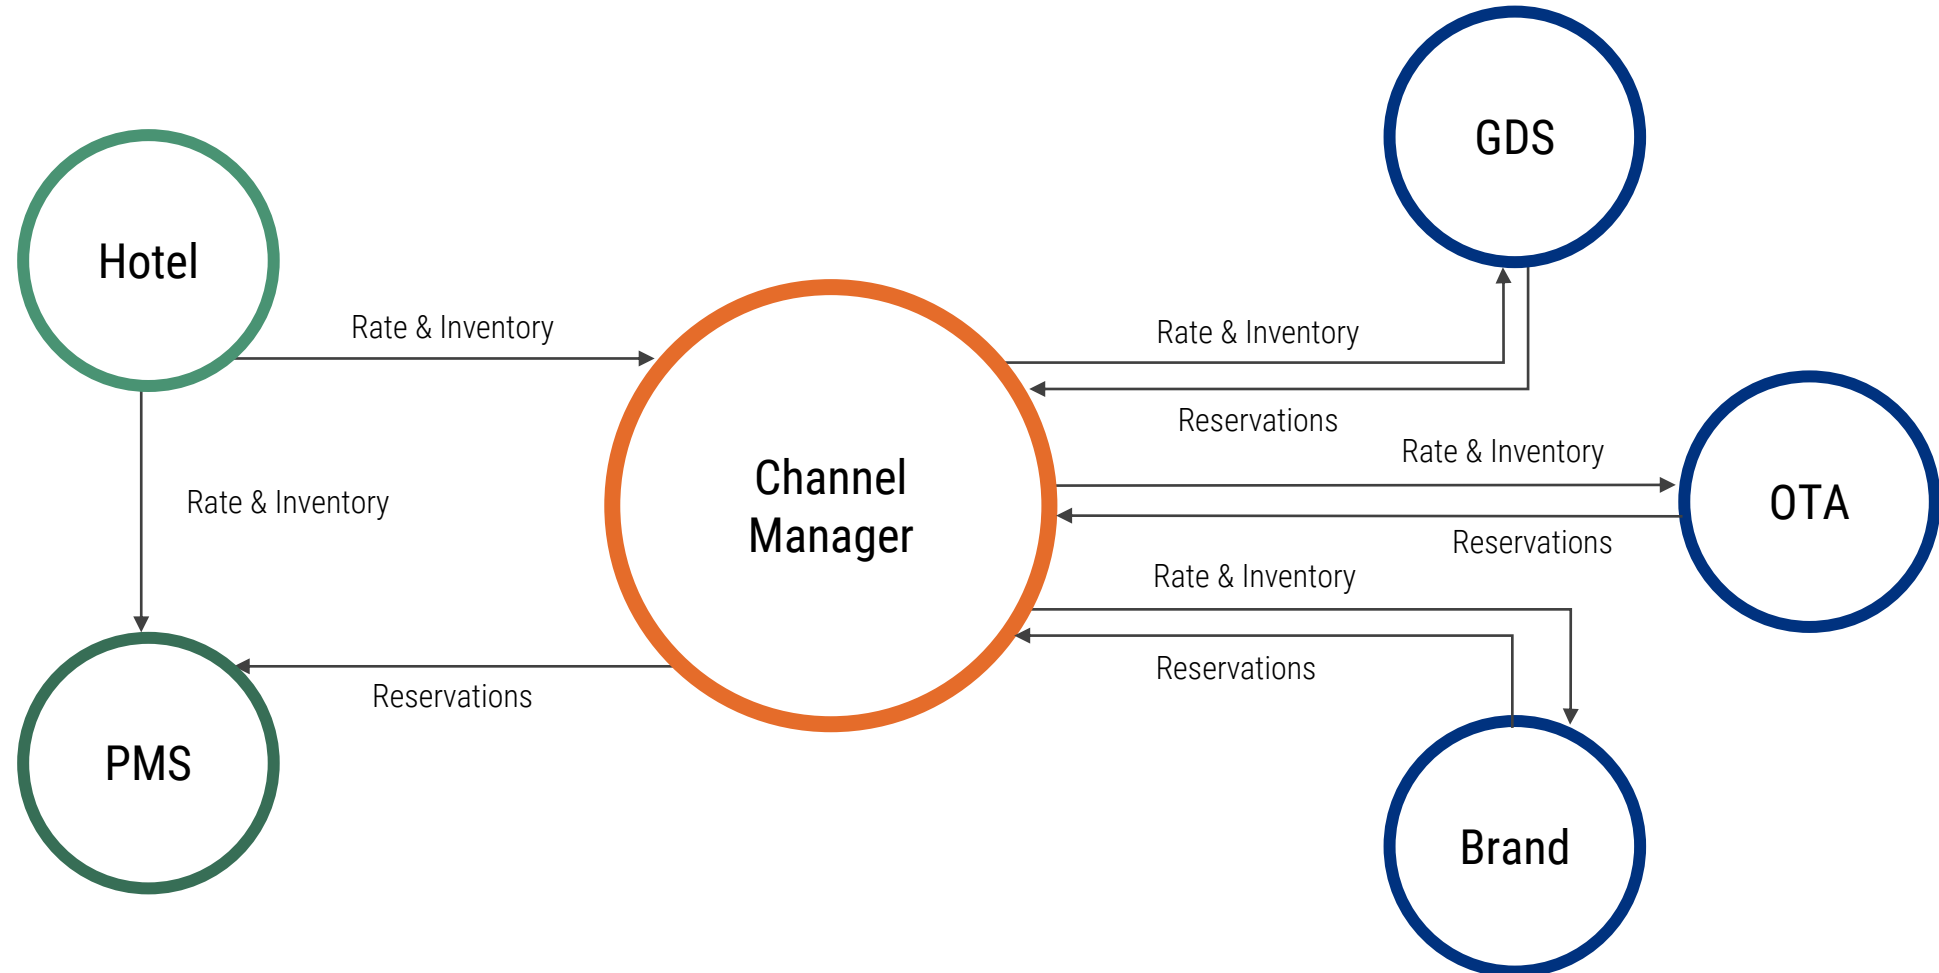 GDS
Hotel
Rate & Inventory
Rate & Inventory
Reservations
Rate & Inventory
Channel
Manager
Rate & Inventory
OTA
Reservations
Rate & Inventory
Reservations
Reservations
PMS
Brand